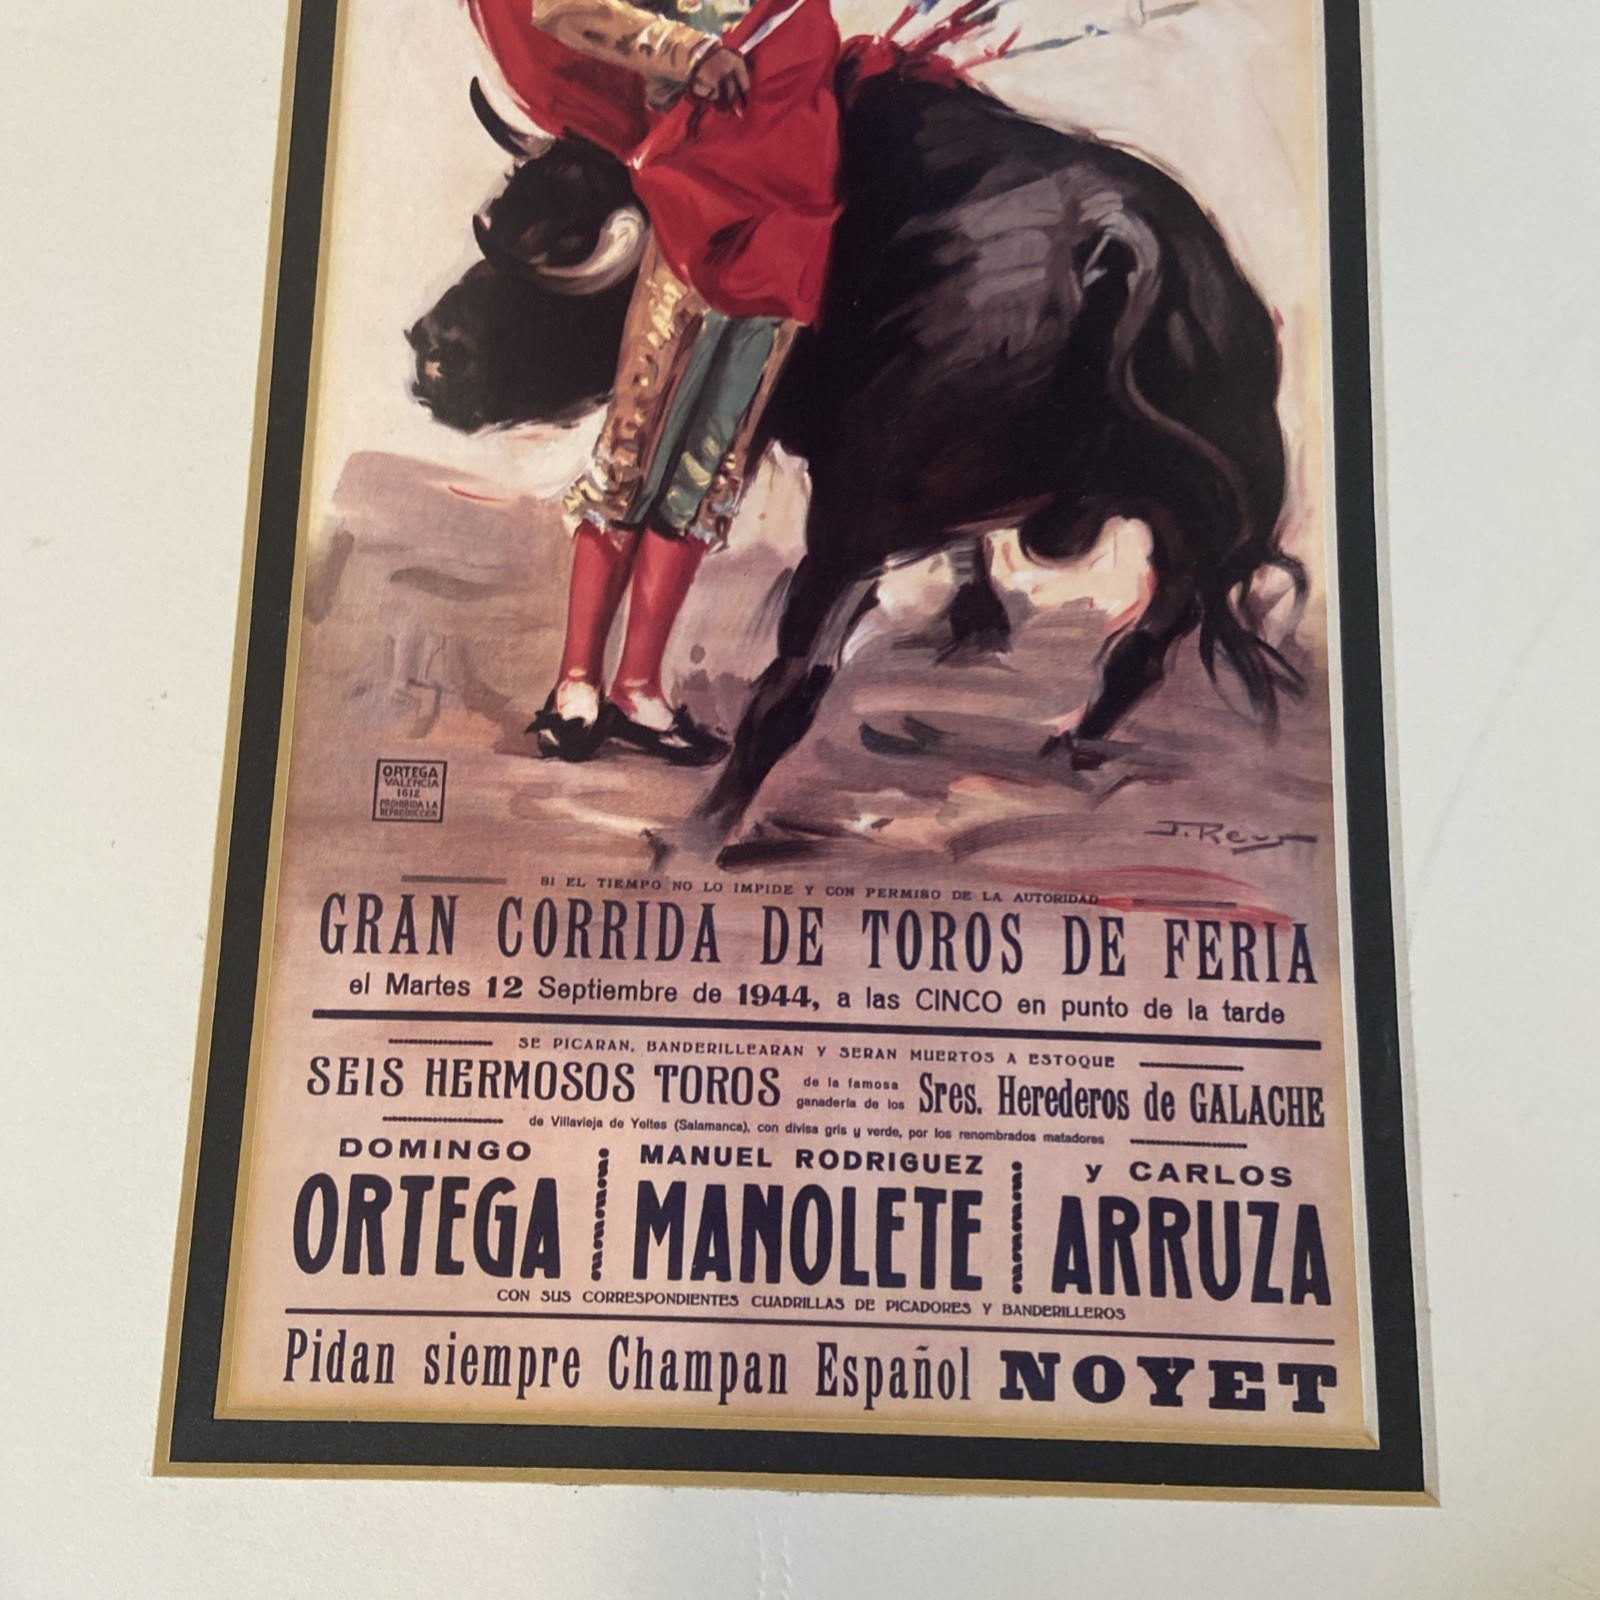 ORTEGA
VALENCIA
1612
PROHIBIDA LA
REPRODUCCION
J. Reus
SI EL TIEMPO NO LO IMPIDE Y CON PERMISO DE LA AUTORIDAD
GRAN CORRIDA DE TOROS DE FERIA
el Martes 12 Septiembre de 1944, a las CINCO en punto de la tarde
SE PICARAN, BANDERILLEARAN Y SERAN MUERTOS A ESTOQUE
SEIS HERMOSOS TOROS de la famosa ganadería de los Sres. Herederos de GALACHE
de Villavieja de Yeltes (Salamanca), con divisa gris y verde, por los renombrados matadores
DOMINGO ORTEGA
MANUEL RODRIGUEZ MANOLETE
y CARLOS ARRUZA
CON SUS CORRESPONDIENTES CUADRILLAS DE PICADORES Y BANDERILLEROS
Pidan siempre Champan Español NOYET